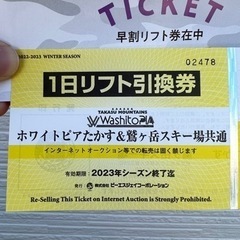 TICKET
早割リフト券在中
2022-2023 WINTER SEASON
02478
1日リフト引換券
TAKASU MOUNTAINS
Washita
ホワイトピアたかす&鷲ヶ岳スキー場共通
インターネットオークション等での転売は固く禁じます
有効期限:2023年シーズン終了迄
発行:株式会社ビーエスジェイコーポレーション
Re-Selling This Ticket on Internet Auction is Strongly Prohibited.